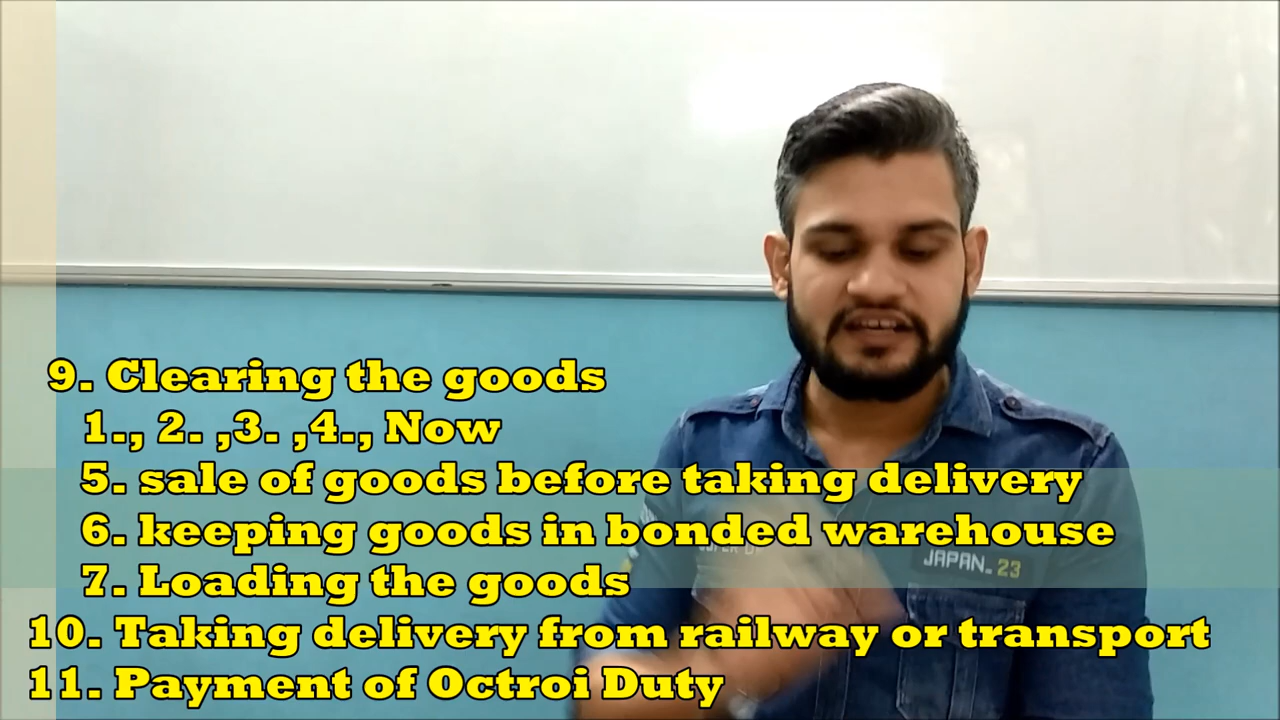 9. Clearing the goods
1., 2. ,3. ,4., Now
5. sale of goods before taking delivery
6. keeping goods in bonded warehouse
SUPER DRY
JAPAN. 23
7. Loading the goods
10. Taking delivery from railway or transport
11. Payment of Octroi Duty